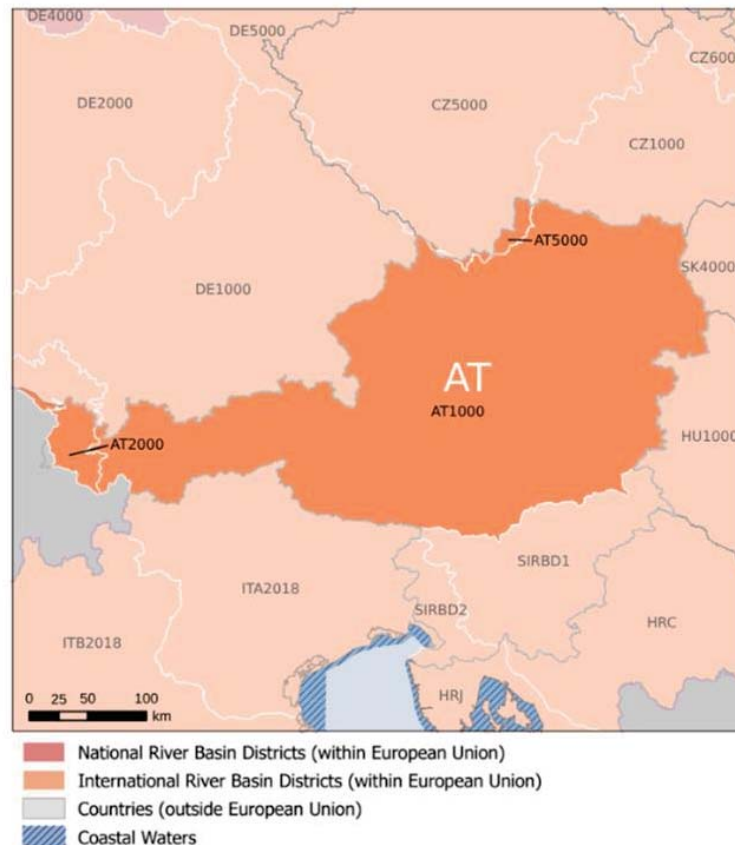 DE4000
DE5000
CZ600
DE2000
CZ5000
CZ1000
AT5000
SK4000
DE1000
AT
AT1000
HU1000
AT2000
SIRBD1
ITA2018
SIRBD2
HRC
ITB2018
HRJ
0 25 50 100
km
National River Basin Districts (within European Union)
International River Basin Districts (within European Union)
Countries (outside European Union)
Coastal Waters